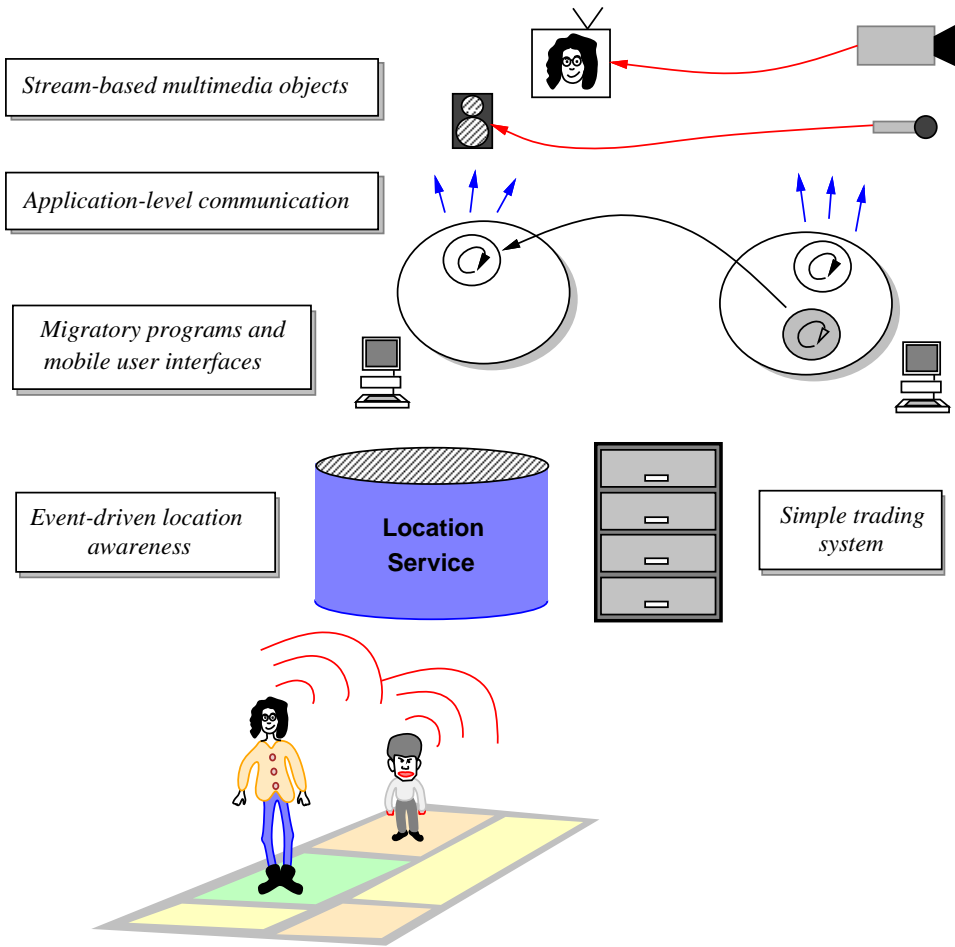 Stream-based multimedia objects
Application-level communication
Migratory programs and
mobile user interfaces
Event-driven location
awareness
Location
Service
Simple trading
system